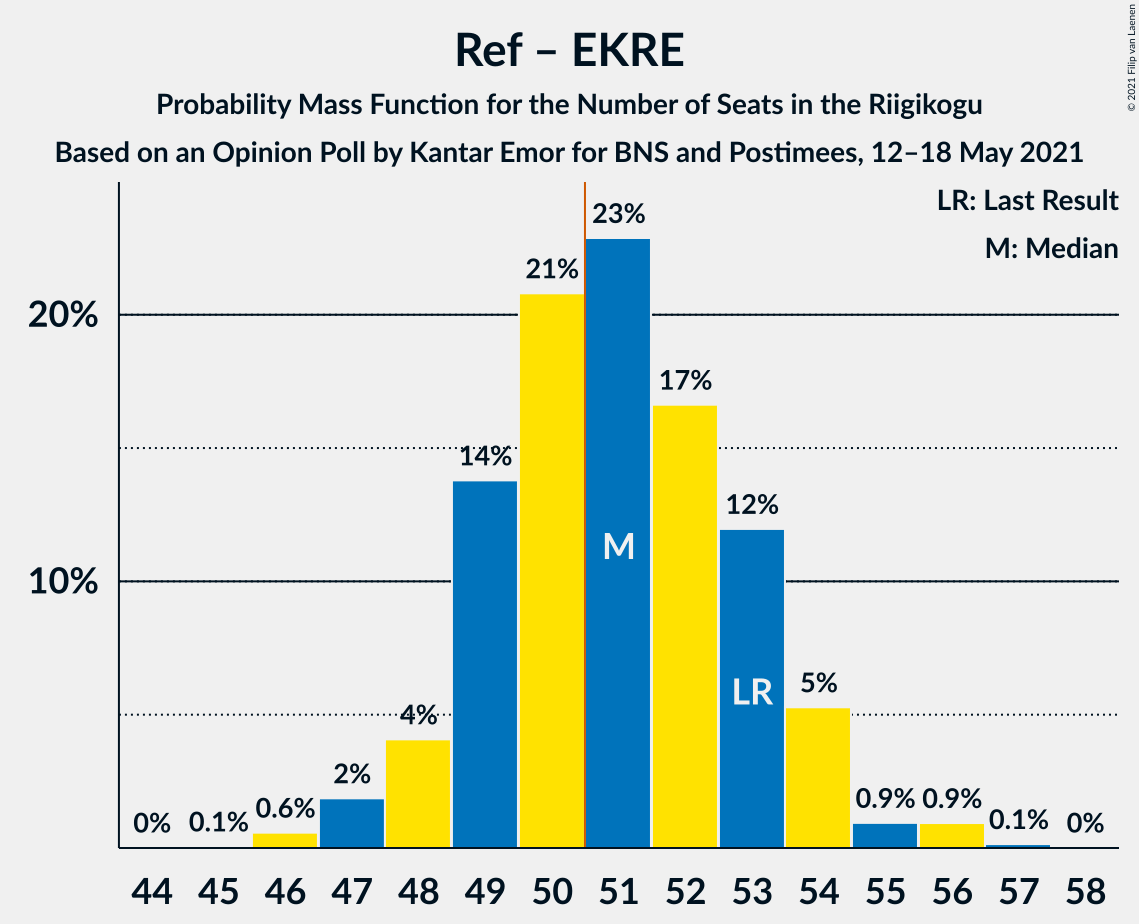 Ref – EKRE
Probability Mass Function for the Number of Seats in the Riigikogu
Based on an Opinion Poll by Kantar Emor for BNS and Postimees, 12–18 May 2021
© 2021 Filip van Laenen
LR: Last Result
M: Median
20%
10%
0%
0.1%
0.6%
2%
4%
14%
21%
23%
17%
12%
5%
0.9%
0.9%
0.1%
0%
M
LR
44 45 46 47 48 49 50 51 52 53 54 55 56 57 58